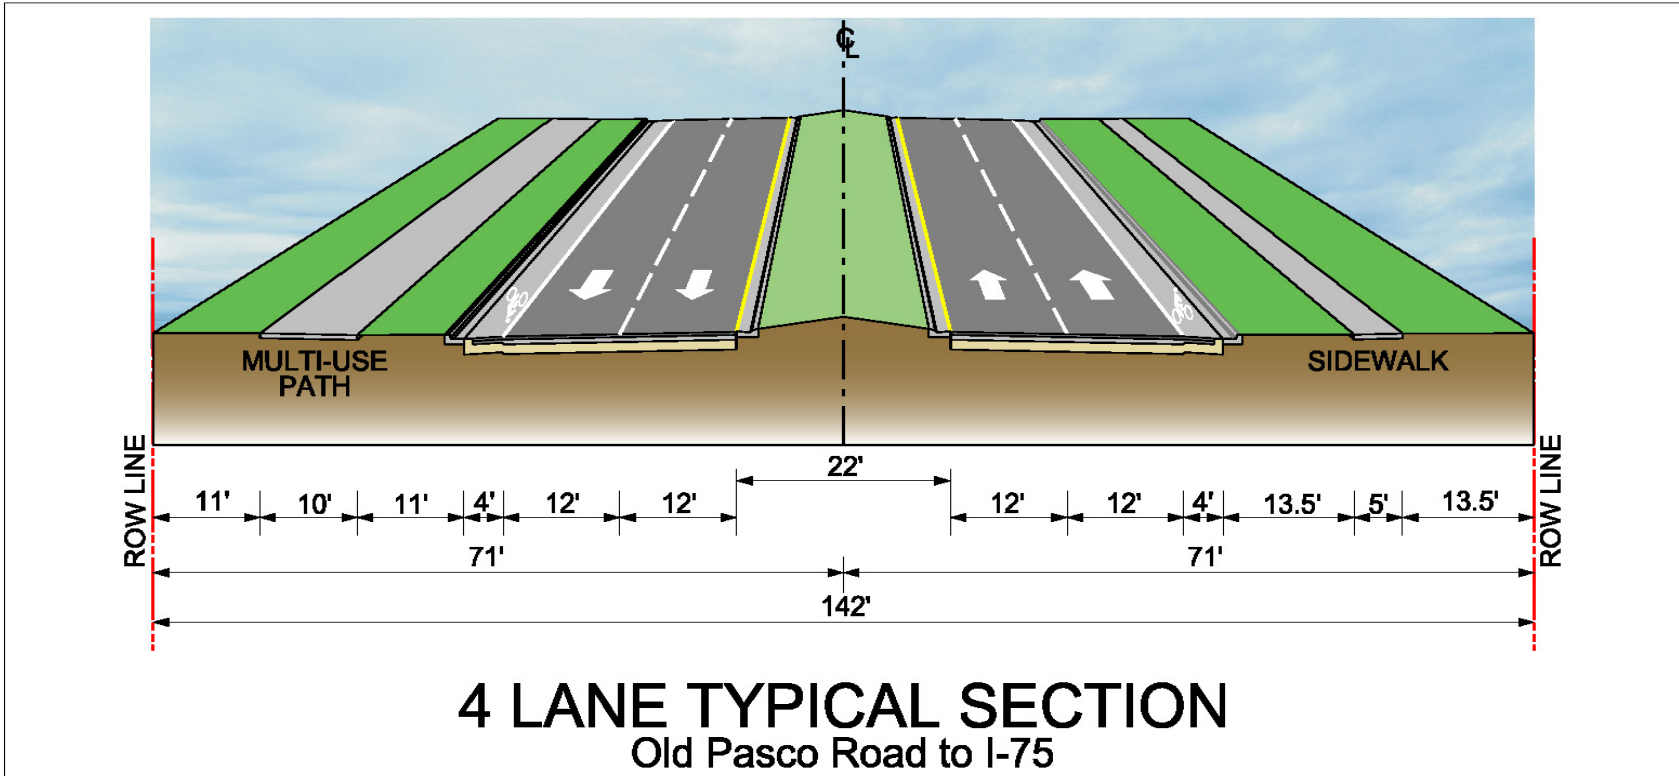 ℄
MULTI-USE
PATH
SIDEWALK
ROW LINE
ROW LINE
22'
11' 10' 11' 4' 12' 12' 12' 12' 4' 13.5' 5' 13.5'
71' 71'
142'
4 LANE TYPICAL SECTION
Old Pasco Road to I-75